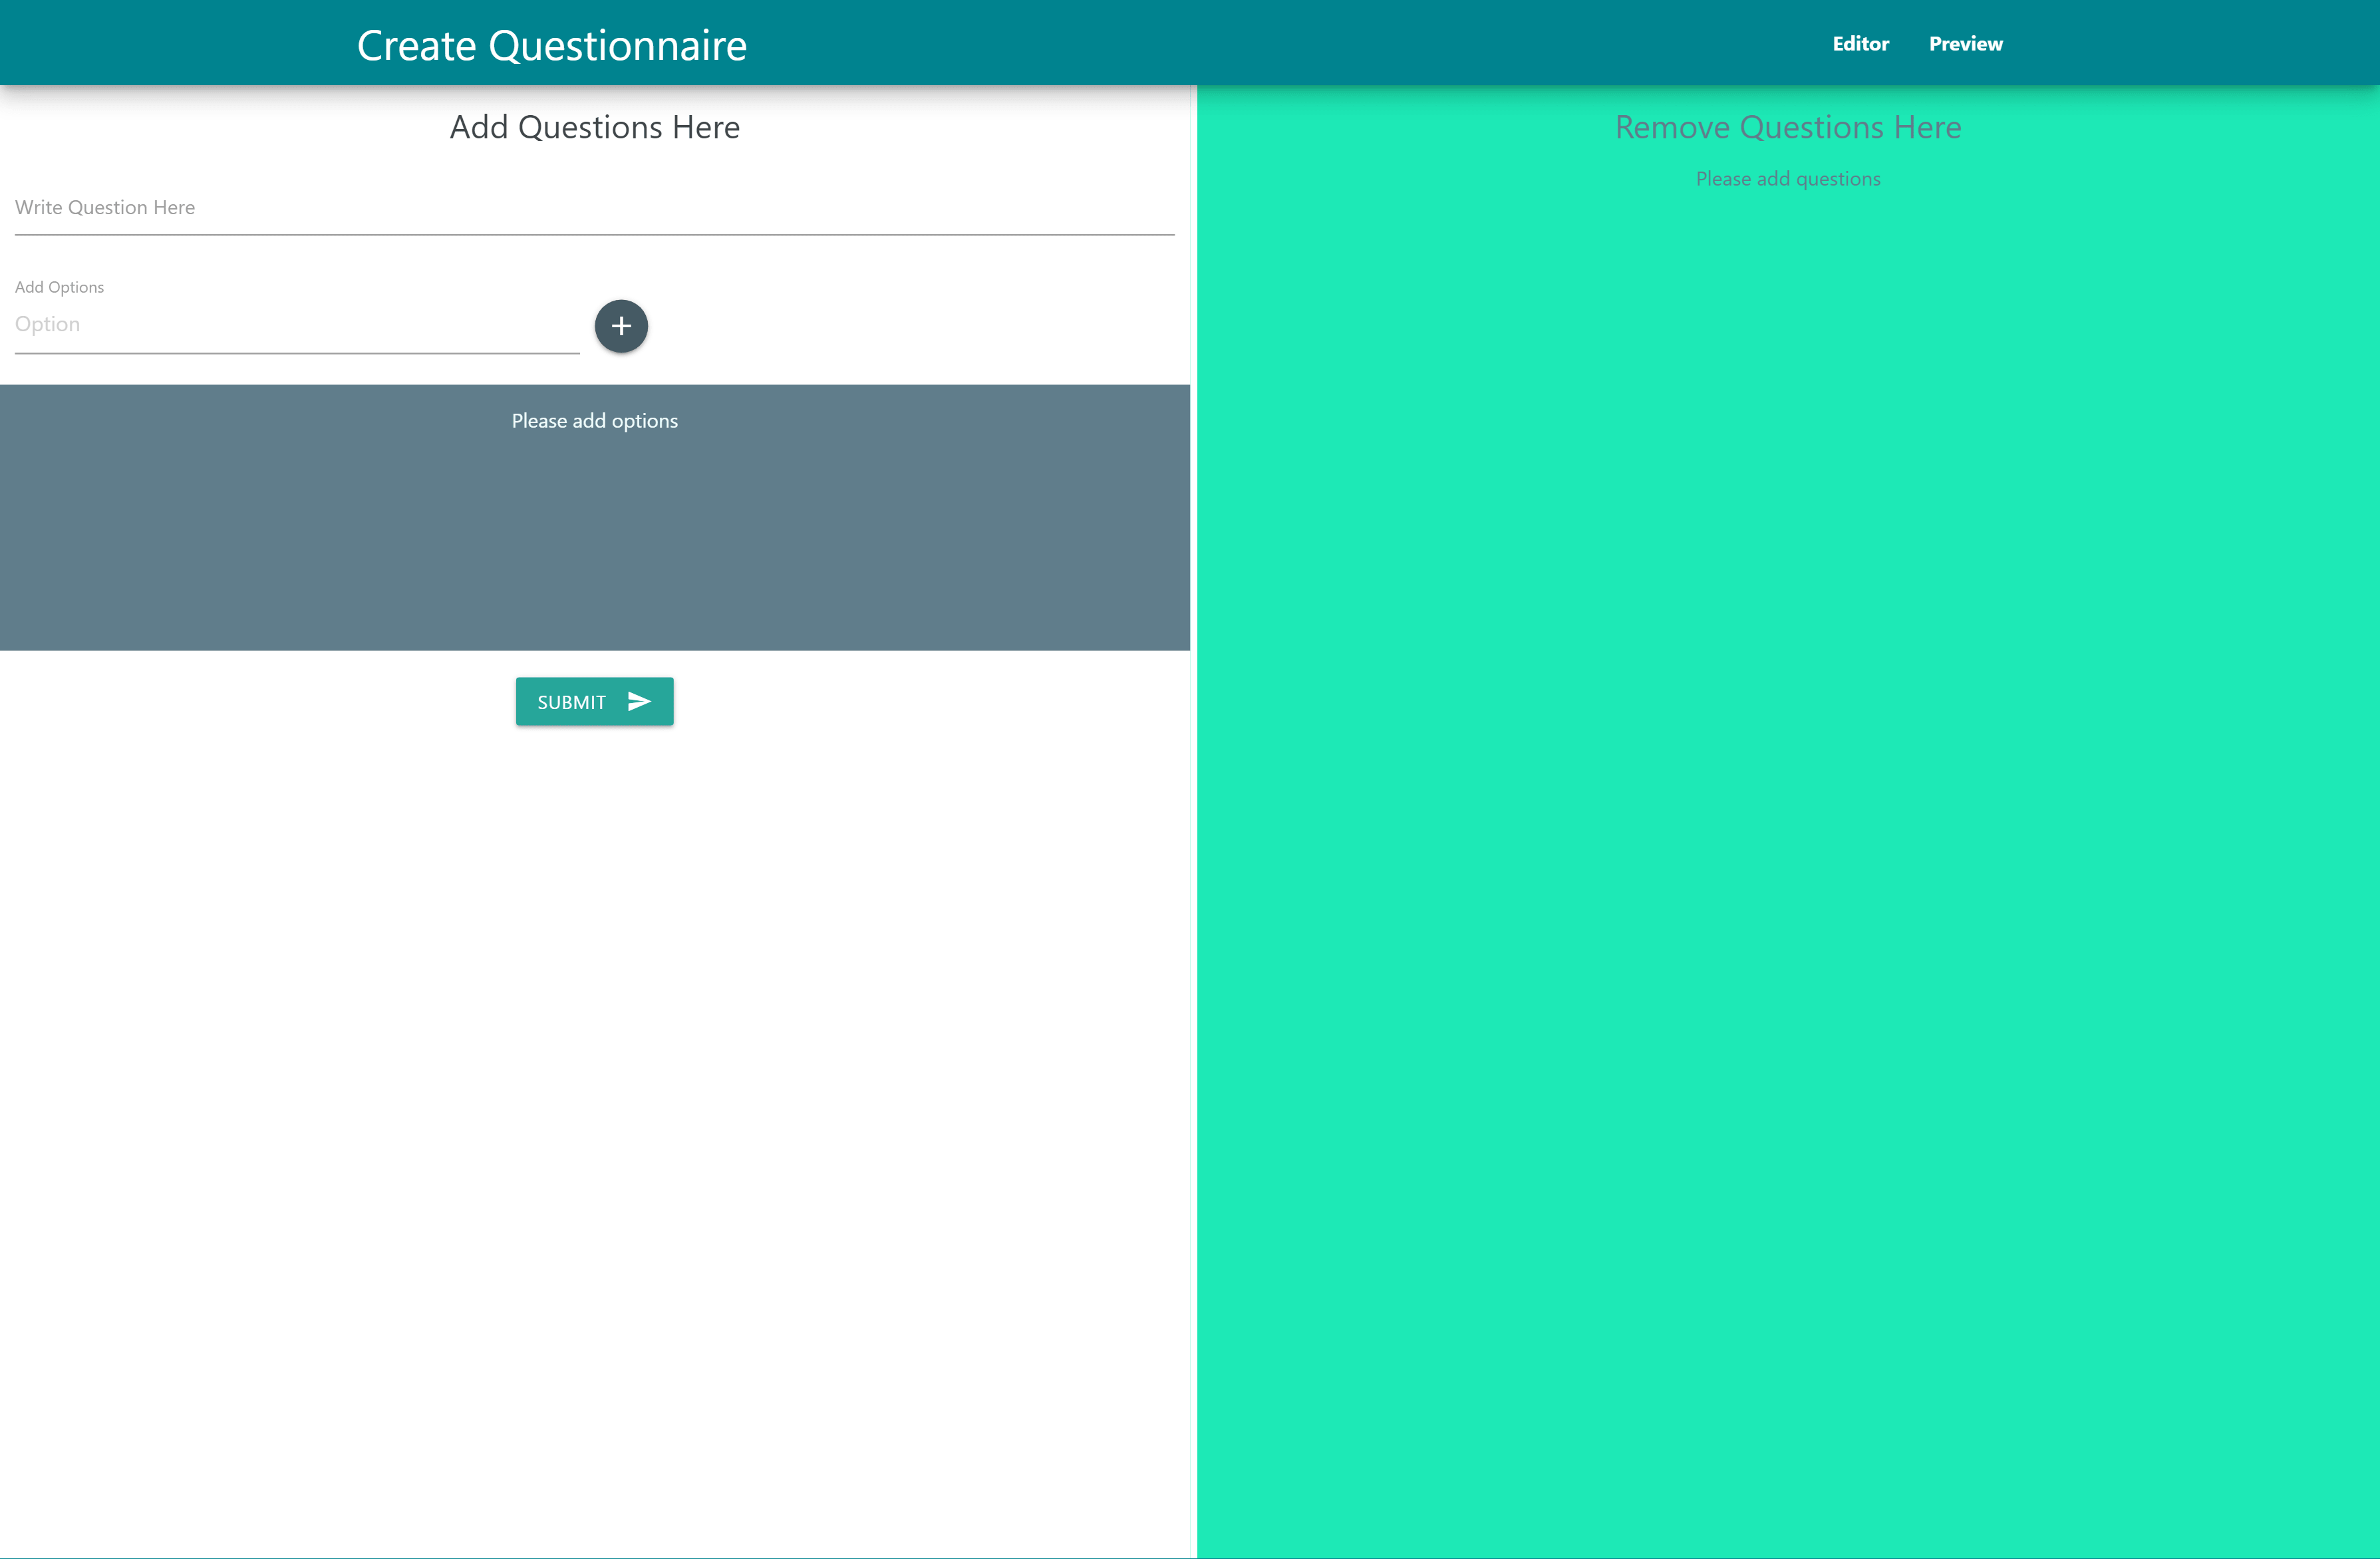 Create Questionnaire
Editor
Preview
Add Questions Here
Write Question Here
Add Options
Option
Please add options
SUBMIT
Remove Questions Here
Please add questions